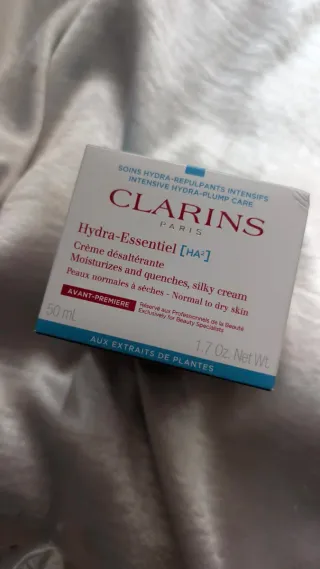 SOINS HYDRA-REPULPANTS INTENSIFS
INTENSIVE HYDRA-PLUMP CARE
CLARINS
PARIS
Hydra-Essentiel [HA²]
Crème désaltérante
Moisturizes and quenches, silky cream
Peaux normales à sèches - Normal to dry skin
AVANT-PREMIERE
Réservé aux Professionnels de la Beauté
Exclusively for Beauty Specialists
50 mL
1.7 Oz. Net Wt.
AUX EXTRAITS DE PLANTES